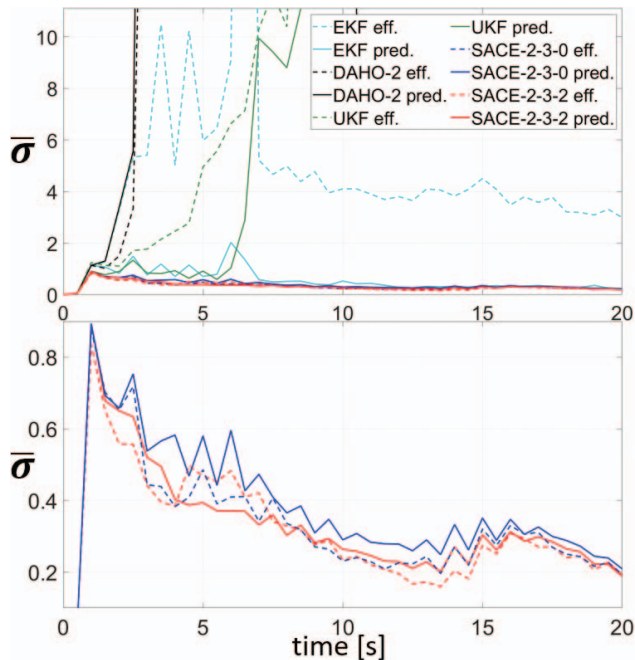 10
8
6
4
2
0
σ̄
EKF eff.
EKF pred.
DAHO-2 eff.
DAHO-2 pred.
UKF eff.
UKF pred.
SACE-2-3-0 eff.
SACE-2-3-0 pred.
SACE-2-3-2 eff.
SACE-2-3-2 pred.
0 5 10 15 20
0.8
0.6
0.4
0.2
σ̄
0 5 10 15 20
time [s]